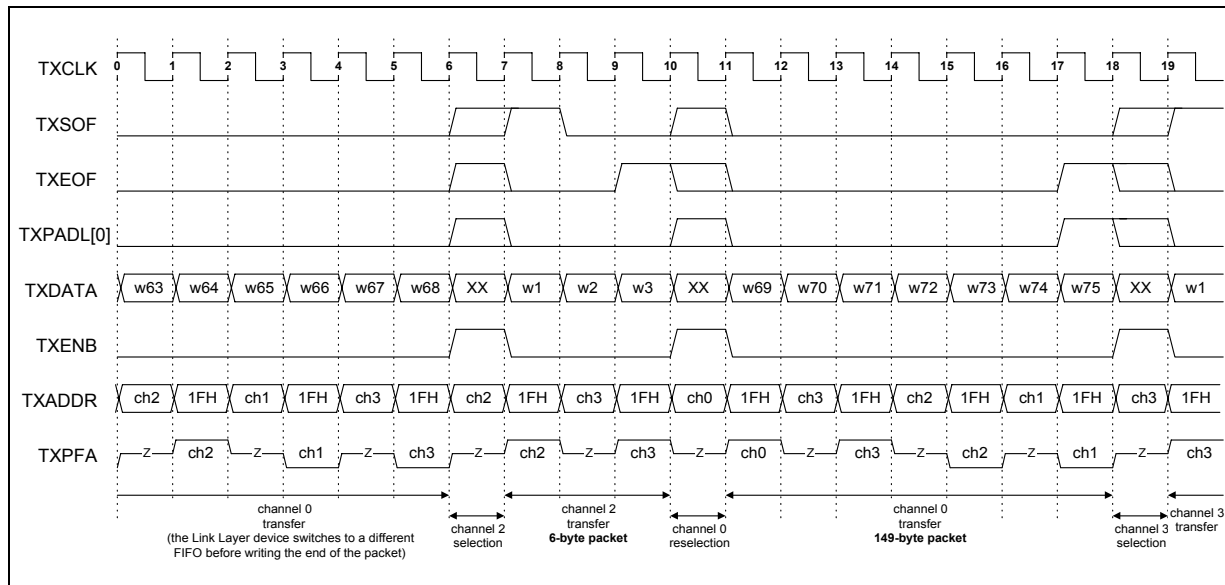 TXCLK 0 1 2 3 4 5 6 7 8 9 10 11 12 13 14 15 16 17 18 19
TXSOF
TXEOF
TXPADL[0]
TXDATA w63 w64 w65 w66 w67 w68 XX w1 w2 w3 XX w69 w70 w71 w72 w73 w74 w75 XX w1
TXENB
TXADDR ch2 1FH ch1 1FH ch3 1FH ch2 1FH ch3 1FH ch0 1FH ch3 1FH ch2 1FH ch1 1FH ch3 1FH
TXPFA Z ch2 Z ch1 Z ch3 Z ch2 Z ch3 Z ch0 Z ch3 Z ch2 Z ch1 Z ch3
channel 0
transfer
(the Link Layer device switches to a different
FIFO before writing the end of the packet)
channel 2
selection
channel 2
transfer
6-byte packet
channel 0
reselection
channel 0
transfer
149-byte packet
channel 3
selection
channel 3
transfer